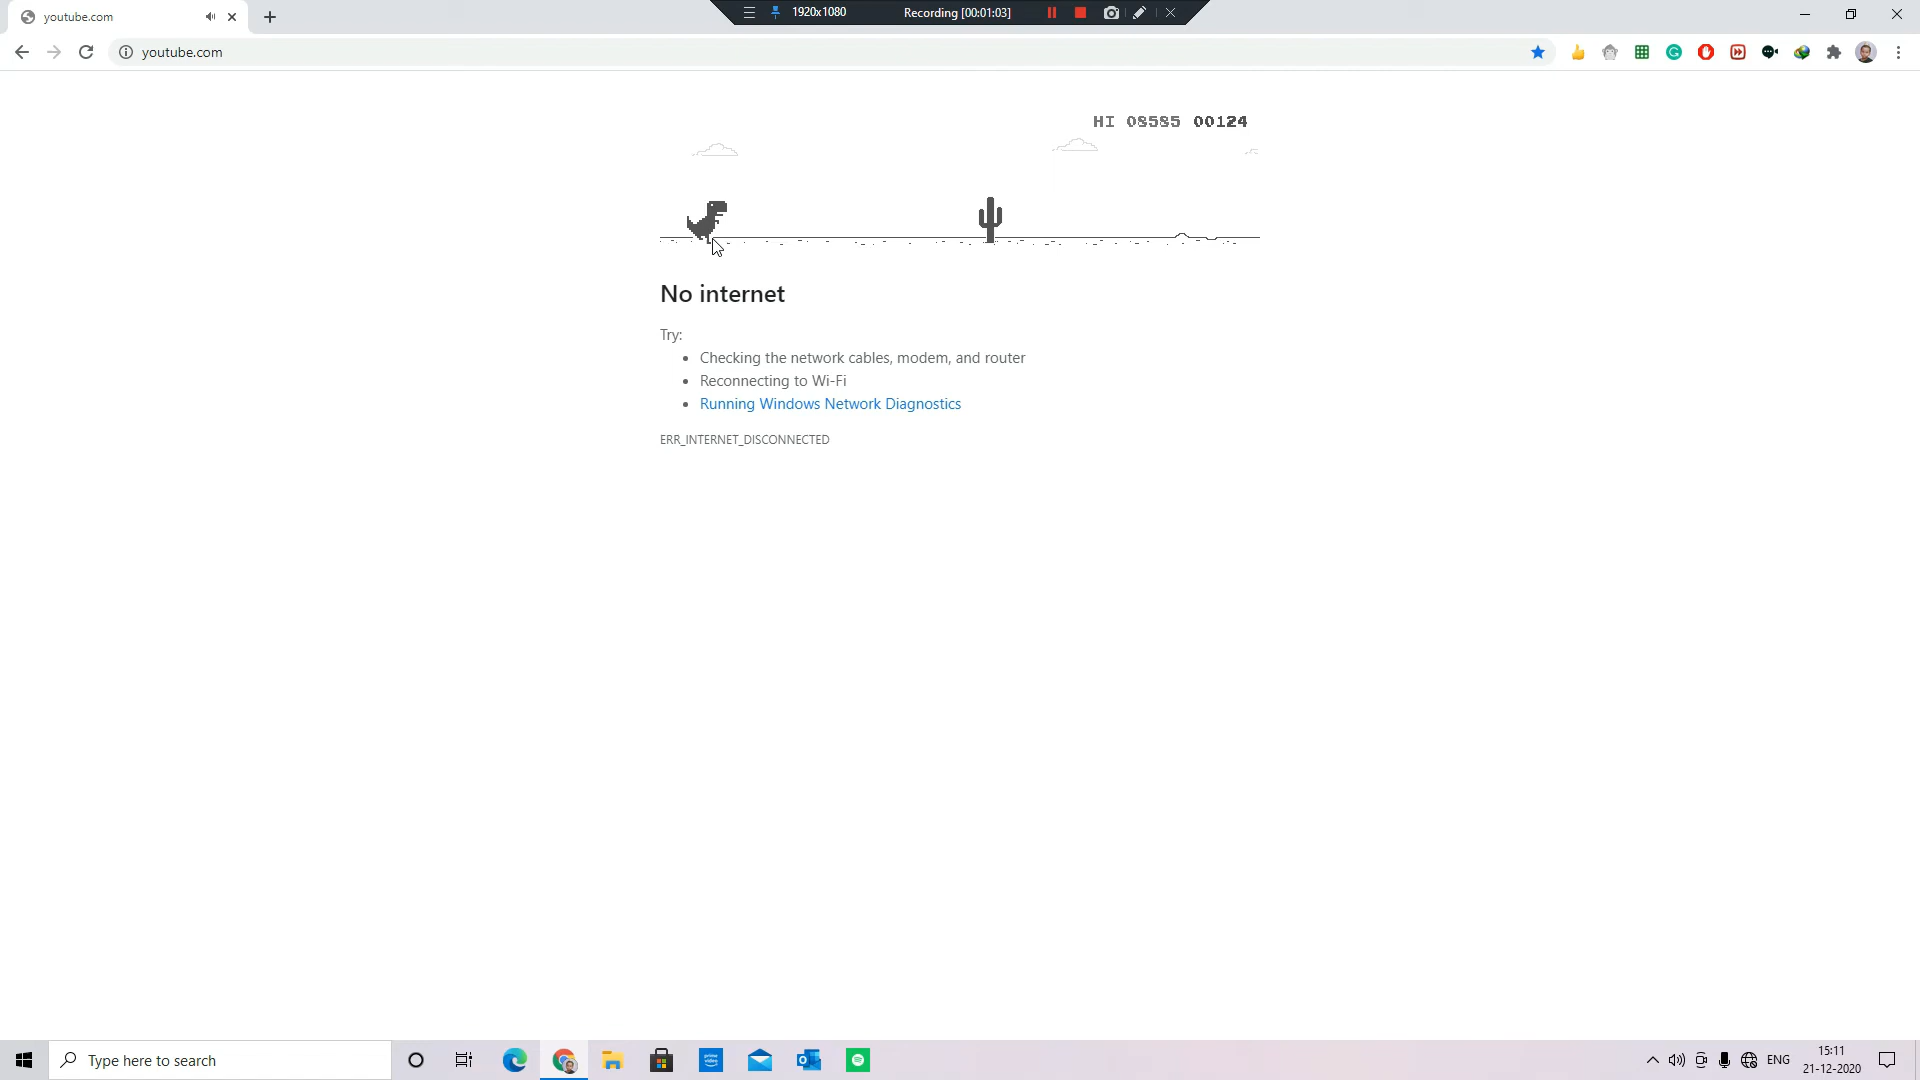 youtube.com
1920x1080
Recording [00:01:03]
youtube.com
HI 08585 00124
No internet
Try:
Checking the network cables, modem, and router
Reconnecting to Wi-Fi
Running Windows Network Diagnostics
ERR_INTERNET_DISCONNECTED
Type here to search
prime video
ENG
15:11
21-12-2020